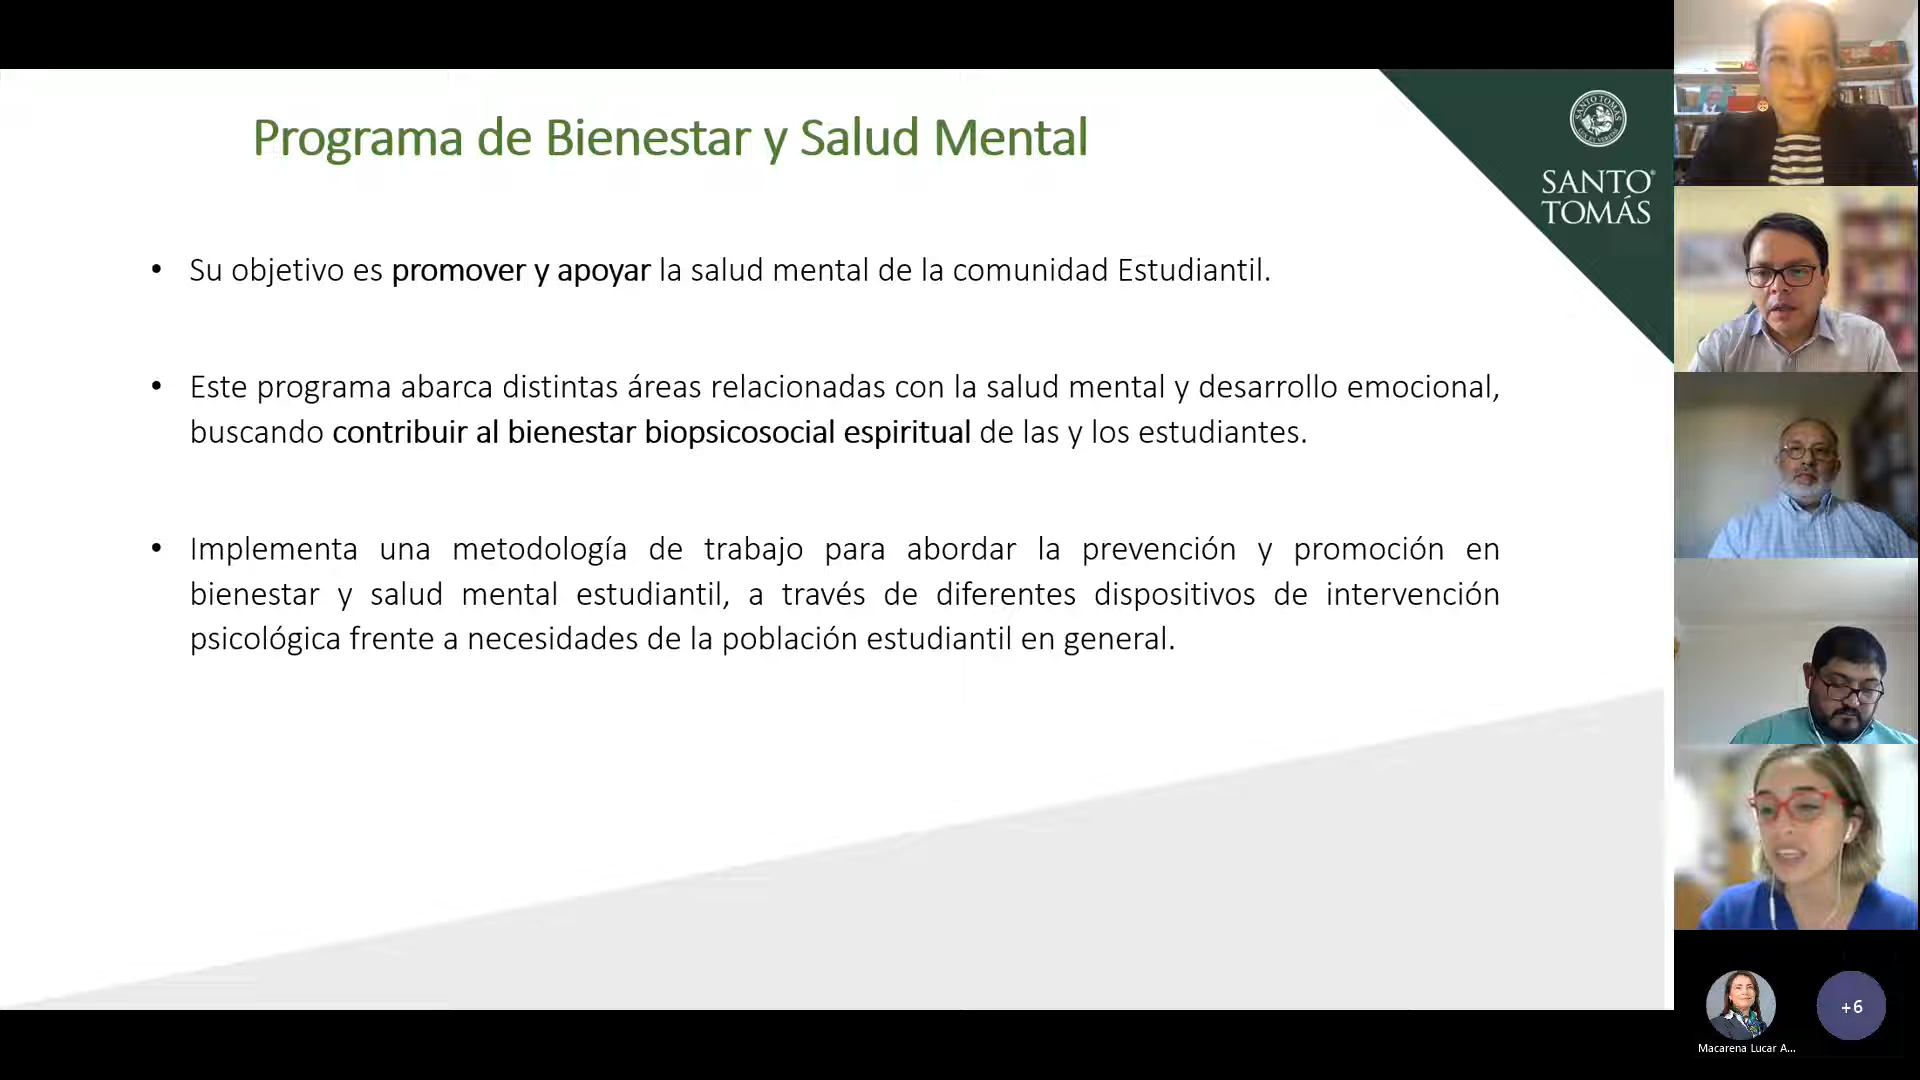 Programa de Bienestar y Salud Mental
SANTO TOMÁS
SANTO
TOMÁS
• Su objetivo es promover y apoyar la salud mental de la comunidad Estudiantil.
• Este programa abarca distintas áreas relacionadas con la salud mental y desarrollo emocional,
buscando contribuir al bienestar biopsicosocial espiritual de las y los estudiantes.
• Implementa una metodología de trabajo para abordar la prevención y promoción en
bienestar y salud mental estudiantil, a través de diferentes dispositivos de intervención
psicológica frente a necesidades de la población estudiantil en general.
+6
Macarena Lucar A...